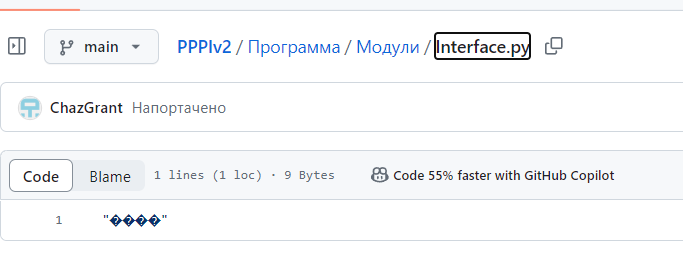 main
PPPIv2 / Программа / Модули / Interface.py
ChazGrant Напортачено
Code Blame 1 lines (1 loc) · 9 Bytes Code 55% faster with GitHub Copilot
1 "����"